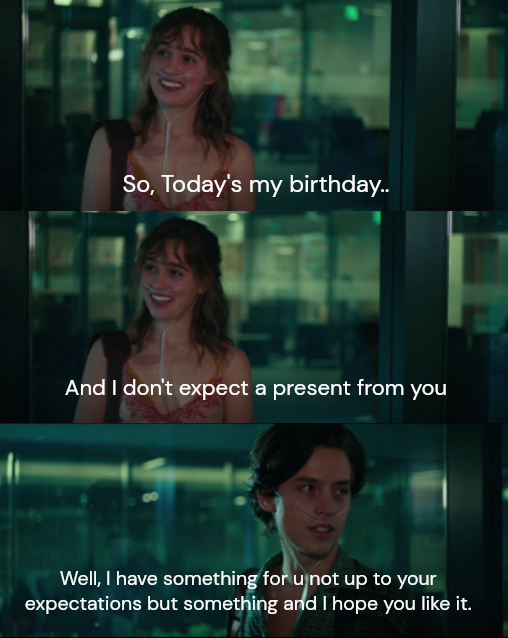 So, Today's my birthday..
And I don't expect a present from you
Well, I have something for u not up to your
expectations but something and I hope you like it.